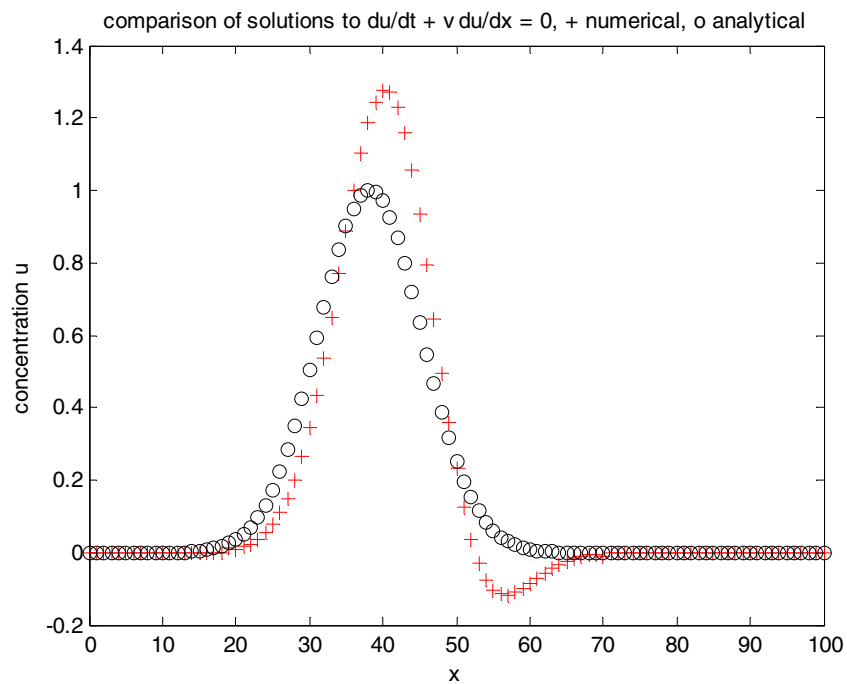 comparison of solutions to du/dt + v du/dx = 0, + numerical, o analytical
1.4
1.2
1
0.8
0.6
0.4
0.2
0
-0.2
concentration u
0 10 20 30 40 50 60 70 80 90 100
x